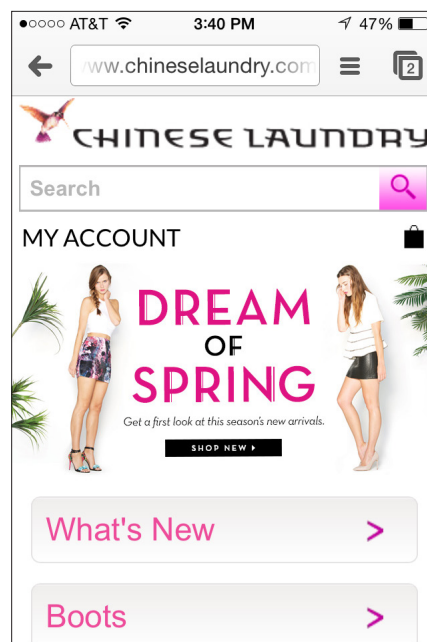 AT&T 3:40 PM 47%
www.chineselaundry.com 2
CHINESE LAUNDRY
Search
MY ACCOUNT
DREAM
OF
SPRING
Get a first look at this season's new arrivals.
SHOP NEW
What's New >
Boots >